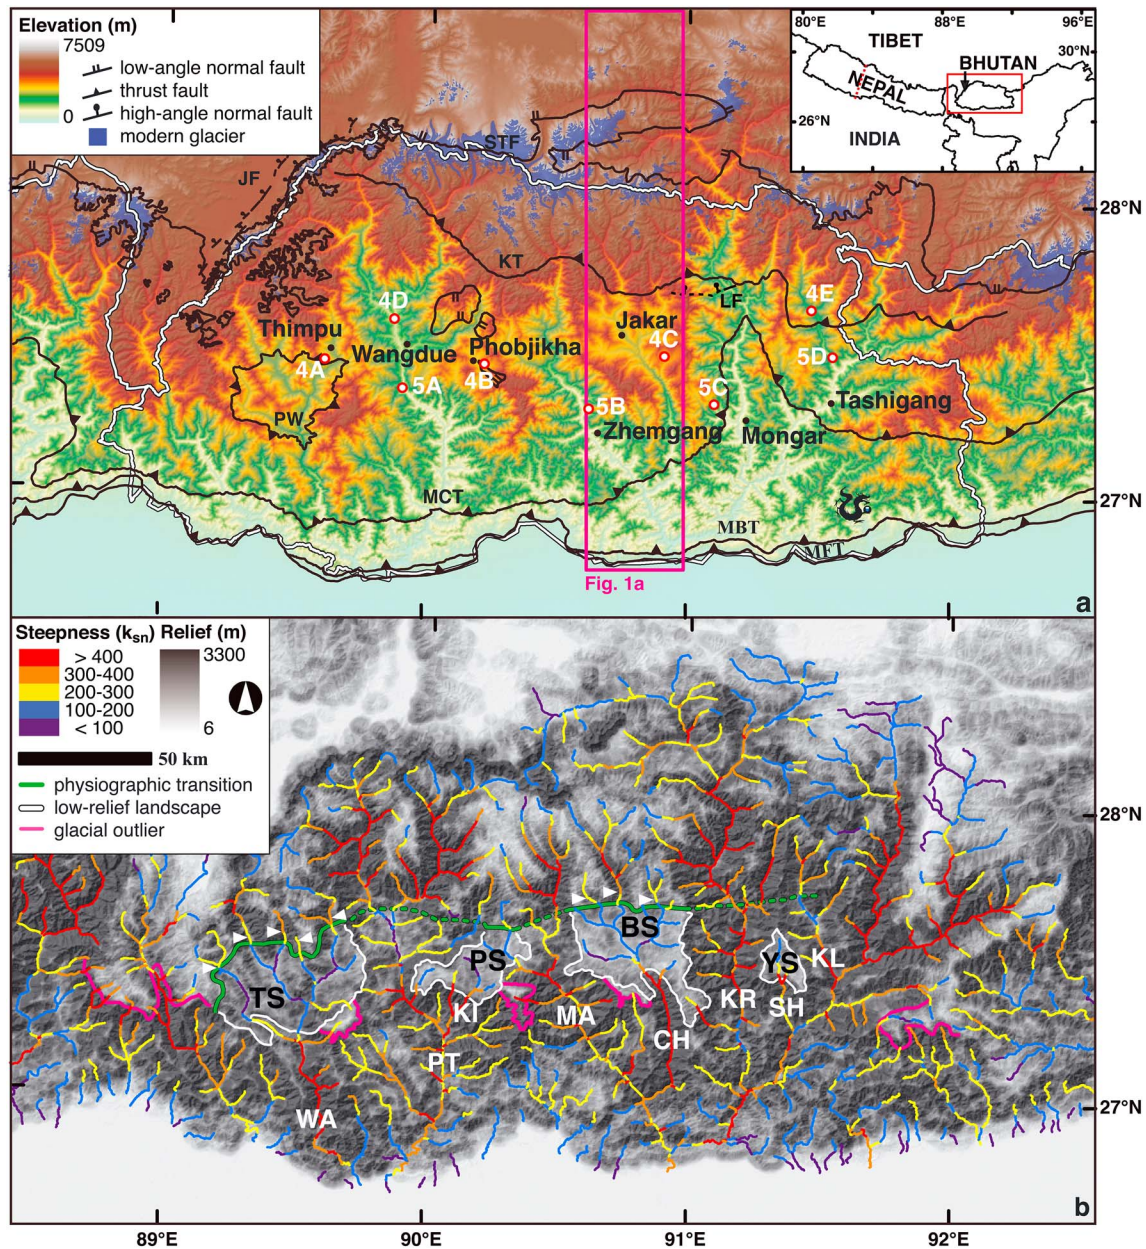 Elevation (m)
7509
0
low-angle normal fault
thrust fault
high-angle normal fault
modern glacier
80°E
88°E
96°E
TIBET
30°N
BHUTAN
NEPAL
26°N
INDIA
STF
JF
28°N
KT
4E
4D
LF
Thimpu
Jakar
Wangdue
Phobjikha
4C
4A
4B
5D
5A
5C
5B
Tashigang
PW
Zhemgang
Mongar
MCT
27°N
MBT
MFT
Fig. 1a
a
Steepness (ksn)
Relief (m)
> 400
300-400
200-300
100-200
< 100
3300
6
50 km
physiographic transition
low-relief landscape
glacial outlier
28°N
BS
PS
YS
KL
TS
KI
MA
KR
SH
CH
PT
WA
27°N
b
89°E
90°E
91°E
92°E